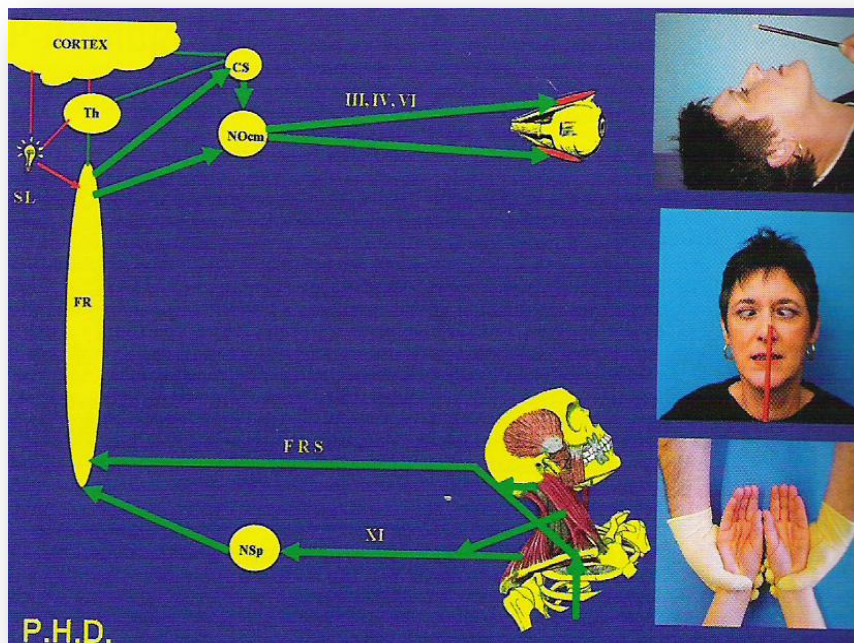 CORTEX
CS
Th
III, IV, VI
NOcm
SL
FR
FRS
XI
NSp
P.H.D.